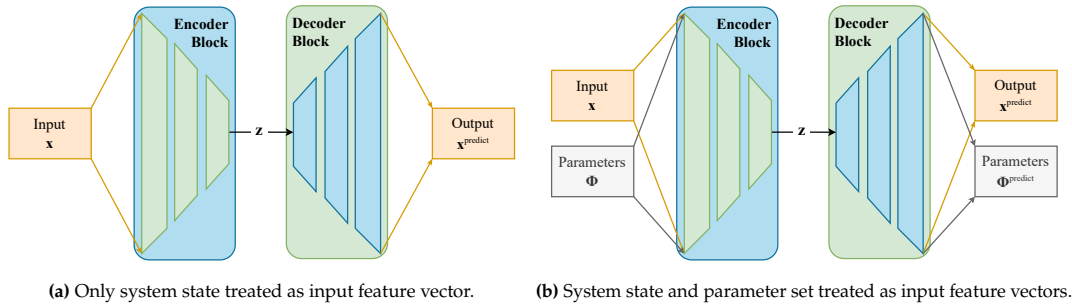 Encoder
Block
Decoder
Block
Input
x
z
Output
x^predict
(a) Only system state treated as input feature vector.
Encoder
Block
Decoder
Block
Input
x
Parameters
Φ
z
Output
x^predict
Parameters
Φ^predict
(b) System state and parameter set treated as input feature vectors.